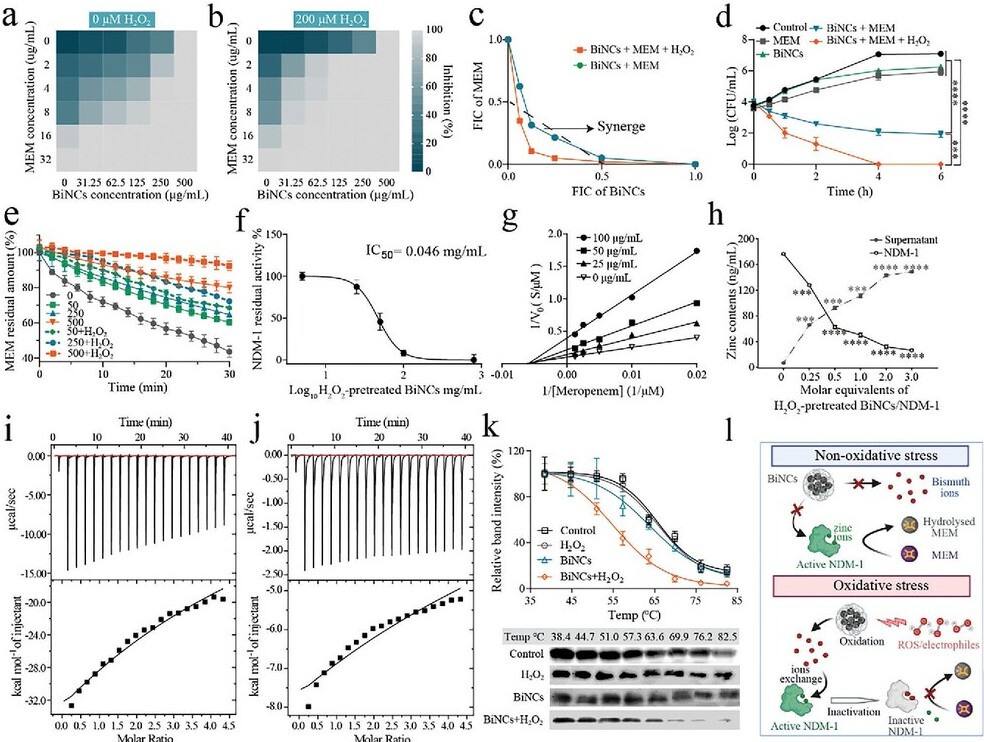 a
0 µM H₂O₂
MEM concentration (ug/mL)
0
2
4
8
16
32
0 31.25 62.5 125 250 500
BiNCs concentration (µg/mL)
b
200 µM H₂O₂
MEM concentration (ug/mL)
0
2
4
8
16
32
0 31.25 62.5 125 250 500
BiNCs concentration (µg/mL)
100
80
60
40
20
0
Inhibition (%)
c
FIC of MEM
1.0
0.5
0.0
BiNCs + MEM + H₂O₂
BiNCs + MEM
Synerge
0.0 0.5 1.0
FIC of BiNCs
d
Log (CFU/mL)
8
6
4
2
0
Control
BiNCs + MEM
MEM
BiNCs + MEM + H₂O₂
BiNCs
****
****
***
0 2 4 6
Time (h)
e
MEM residual amount (%)
100
80
60
40
0
50
250
500
50+H₂O₂
250+H₂O₂
500+H₂O₂
0 10 20 30
Time (min)
f
NDM-1 residual activity %
150
100
50
0
IC₅₀= 0.046 mg/mL
1 2 3
Log₁₀H₂O₂-pretreated BiNCs mg/mL
g
1/V₀( S/µM )
2.0
1.5
1.0
0.5
100 µg/mL
50 µg/mL
25 µg/mL
0 µg/mL
-0.01 0.00 0.01 0.02
1/[Meropenem] (1/µM)
h
Zinc contents (ng/mL)
200
160
120
80
40
0
Supernatant
NDM-1
***
***
***
***
****
****
****
****
****
****
0 0.25 0.5 1.0 2.0 3.0
Molar equivalents of
H₂O₂-pretreated BiNCs/NDM-1
i
Time (min)
0 10 20 30 40
µcal/sec
0.00
-5.00
-10.00
-15.00
kcal mol⁻¹ of injectant
-20.0
-24.0
-28.0
-32.0
0.0 0.5 1.0 1.5 2.0 2.5 3.0 3.5 4.0 4.5
Molar Ratio
j
Time (min)
0 10 20 30 40
µcal/sec
0.00
-0.50
-1.00
-1.50
-2.00
-2.50
kcal mol⁻¹ of injectant
-5.0
-6.0
-7.0
-8.0
0.0 0.5 1.0 1.5 2.0 2.5 3.0 3.5 4.0 4.5
Molar Ratio
k
Relative band intensity (%)
120
80
40
0
Control
H₂O₂
BiNCs
BiNCs+H₂O₂
35 45 55 65 75 85
Temp (ºC)
Temp ºC 38.4 44.7 51.0 57.3 63.6 69.9 76.2 82.5
Control
H₂O₂
BiNCs
BiNCs+H₂O₂
l
Non-oxidative stress
BiNCs
Bismuth
ions
zinc
ions
Hydrolysed
MEM
Active NDM-1
MEM
Oxidative stress
Oxidation
ROS/electrophiles
ions
exchange
Active NDM-1
Inactivation
Inactive
NDM-1